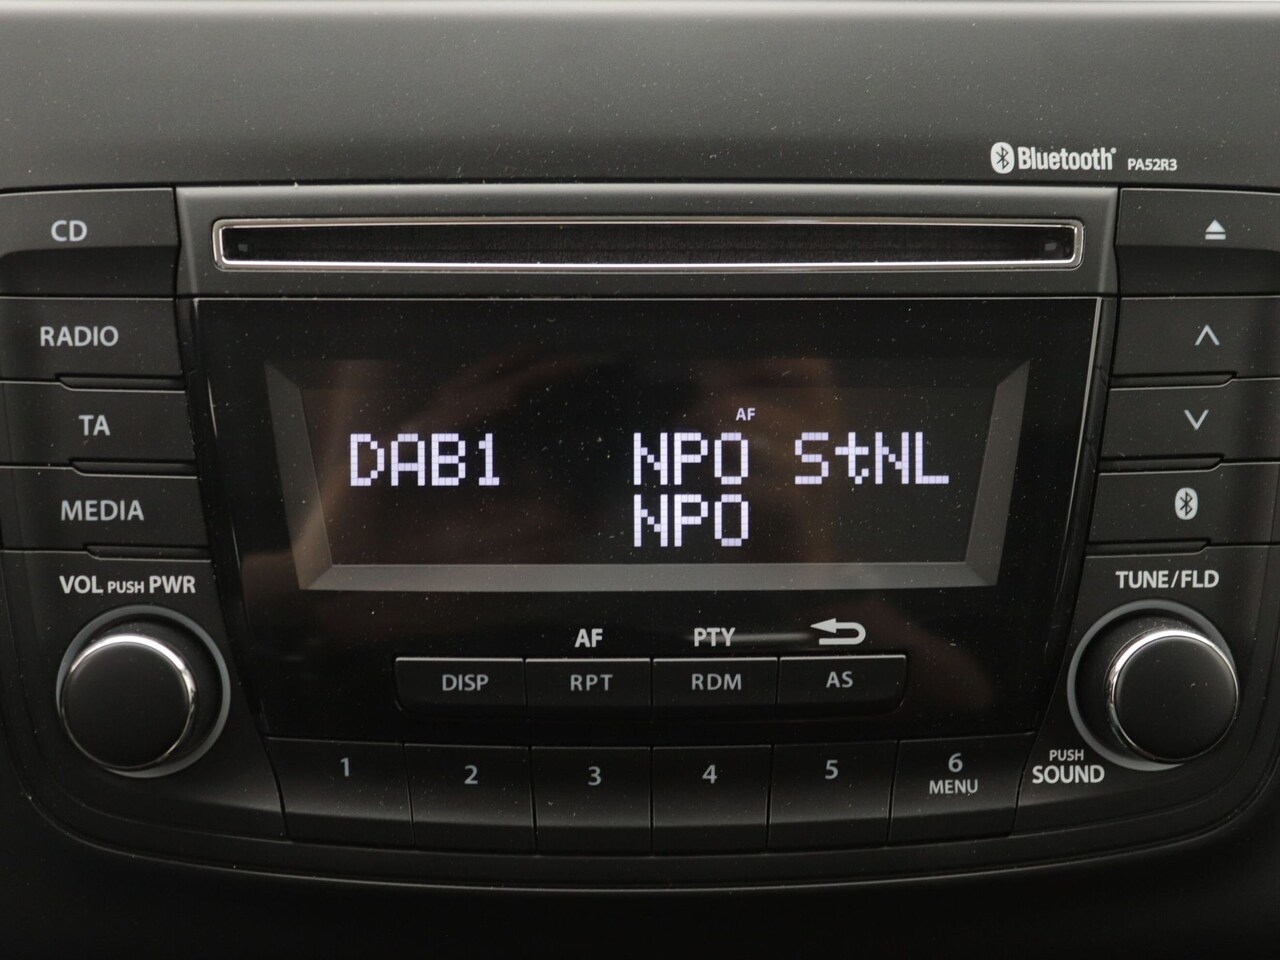 Bluetooth® PA52R3
CD
RADIO
TA
MEDIA
AF
DAB1 NPO StNL
NPO
VOL PUSH PWR
TUNE/FLD
AF PTY
DISP RPT RDM AS
1 2 3 4 5 6
MENU
PUSH
SOUND